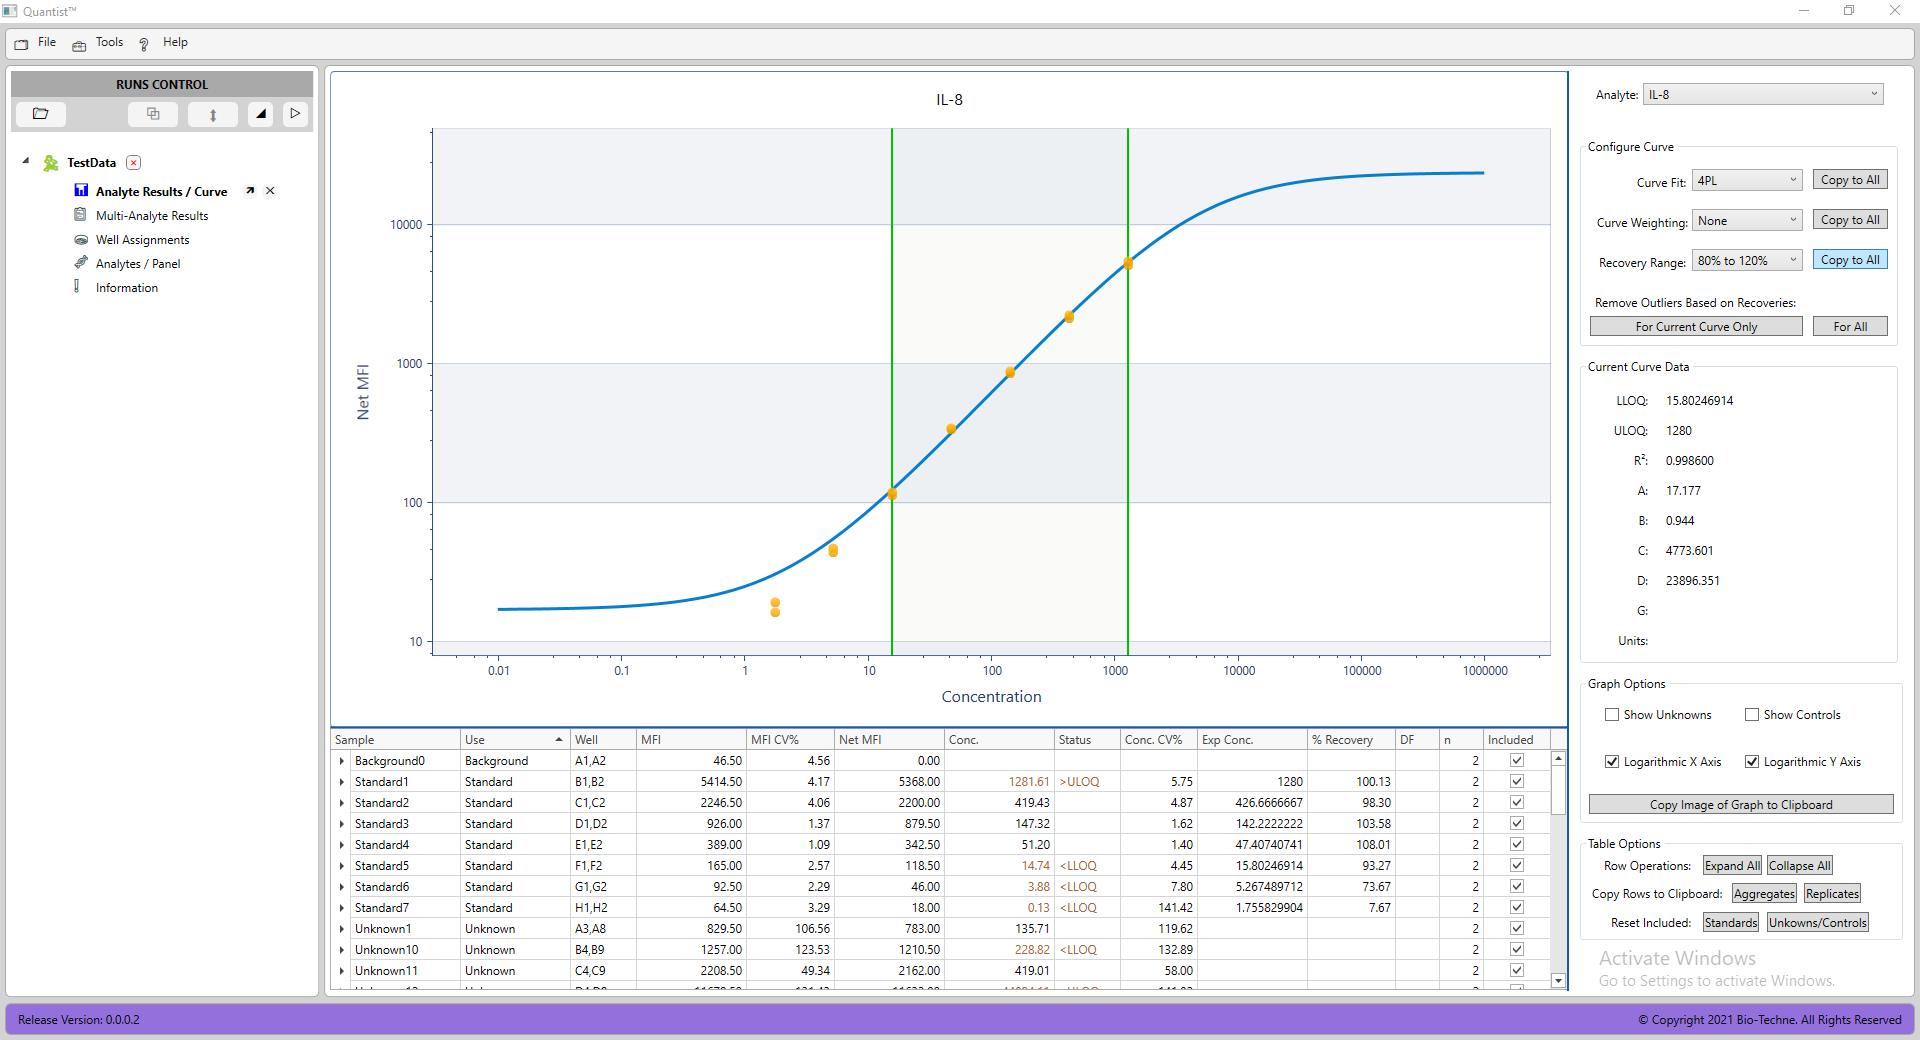 Quantist™
File Tools Help
RUNS CONTROL
TestData
Analyte Results / Curve
Multi-Analyte Results
Well Assignments
Analytes / Panel
Information
IL-8
Net MFI
10000
1000
100
10
0.01 0.1 1 10 100 1000 10000 100000 1000000
Concentration
Sample Use Well MFI MFI CV% Net MFI Conc. Status Conc. CV% Exp Conc. % Recovery DF n Included
Background0 Background A1,A2 46.50 4.56 0.00 2
Standard1 Standard B1,B2 5414.50 4.17 5368.00 1281.61 >ULOQ 5.75 1280 100.13 2
Standard2 Standard C1,C2 2246.50 4.06 2200.00 419.43 4.87 426.6666667 98.30 2
Standard3 Standard D1,D2 926.00 1.37 879.50 147.32 1.62 142.2222222 103.58 2
Standard4 Standard E1,E2 389.00 1.09 342.50 51.20 1.40 47.40740741 108.01 2
Standard5 Standard F1,F2 165.00 2.57 118.50 14.74 <LLOQ 4.45 15.80246914 93.27 2
Standard6 Standard G1,G2 92.50 2.29 46.00 3.88 <LLOQ 7.80 5.267489712 73.67 2
Standard7 Standard H1,H2 64.50 3.29 18.00 0.13 <LLOQ 141.42 1.755829904 7.67 2
Unknown1 Unknown A3,A8 829.50 106.56 783.00 135.71 119.62 2
Unknown10 Unknown B4,B9 1257.00 123.53 1210.50 228.82 <LLOQ 132.89 2
Unknown11 Unknown C4,C9 2208.50 49.34 2162.00 419.01 58.00 2
Analyte: IL-8
Configure Curve
Curve Fit: 4PL Copy to All
Curve Weighting: None Copy to All
Recovery Range: 80% to 120% Copy to All
Remove Outliers Based on Recoveries:
For Current Curve Only For All
Current Curve Data
LLOQ: 15.80246914
ULOQ: 1280
R²: 0.998600
A: 17.177
B: 0.944
C: 4773.601
D: 23896.351
G:
Units:
Graph Options
Show Unknowns Show Controls
Logarithmic X Axis Logarithmic Y Axis
Copy Image of Graph to Clipboard
Table Options
Row Operations: Expand All Collapse All
Copy Rows to Clipboard: Aggregates Replicates
Reset Included: Standards Unkowns/Controls
Activate Windows
Go to Settings to activate Windows.
Release Version: 0.0.0.2
© Copyright 2021 Bio-Techne. All Rights Reserved